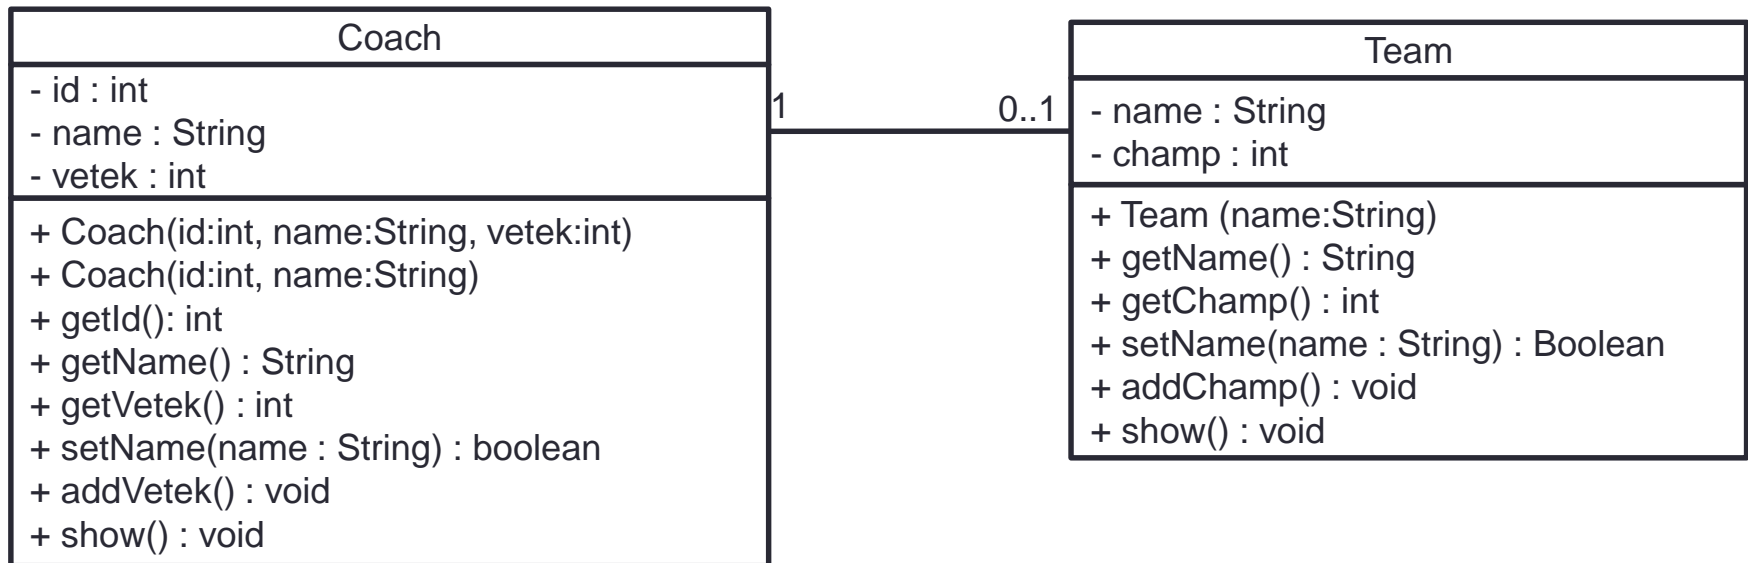 Coach
- id : int
- name : String
- vetek : int
+ Coach(id:int, name:String, vetek:int)
+ Coach(id:int, name:String)
+ getId(): int
+ getName() : String
+ getVetek() : int
+ setName(name : String) : boolean
+ addVetek() : void
+ show() : void
1
0..1
Team
- name : String
- champ : int
+ Team (name:String)
+ getName() : String
+ getChamp() : int
+ setName(name : String) : Boolean
+ addChamp() : void
+ show() : void